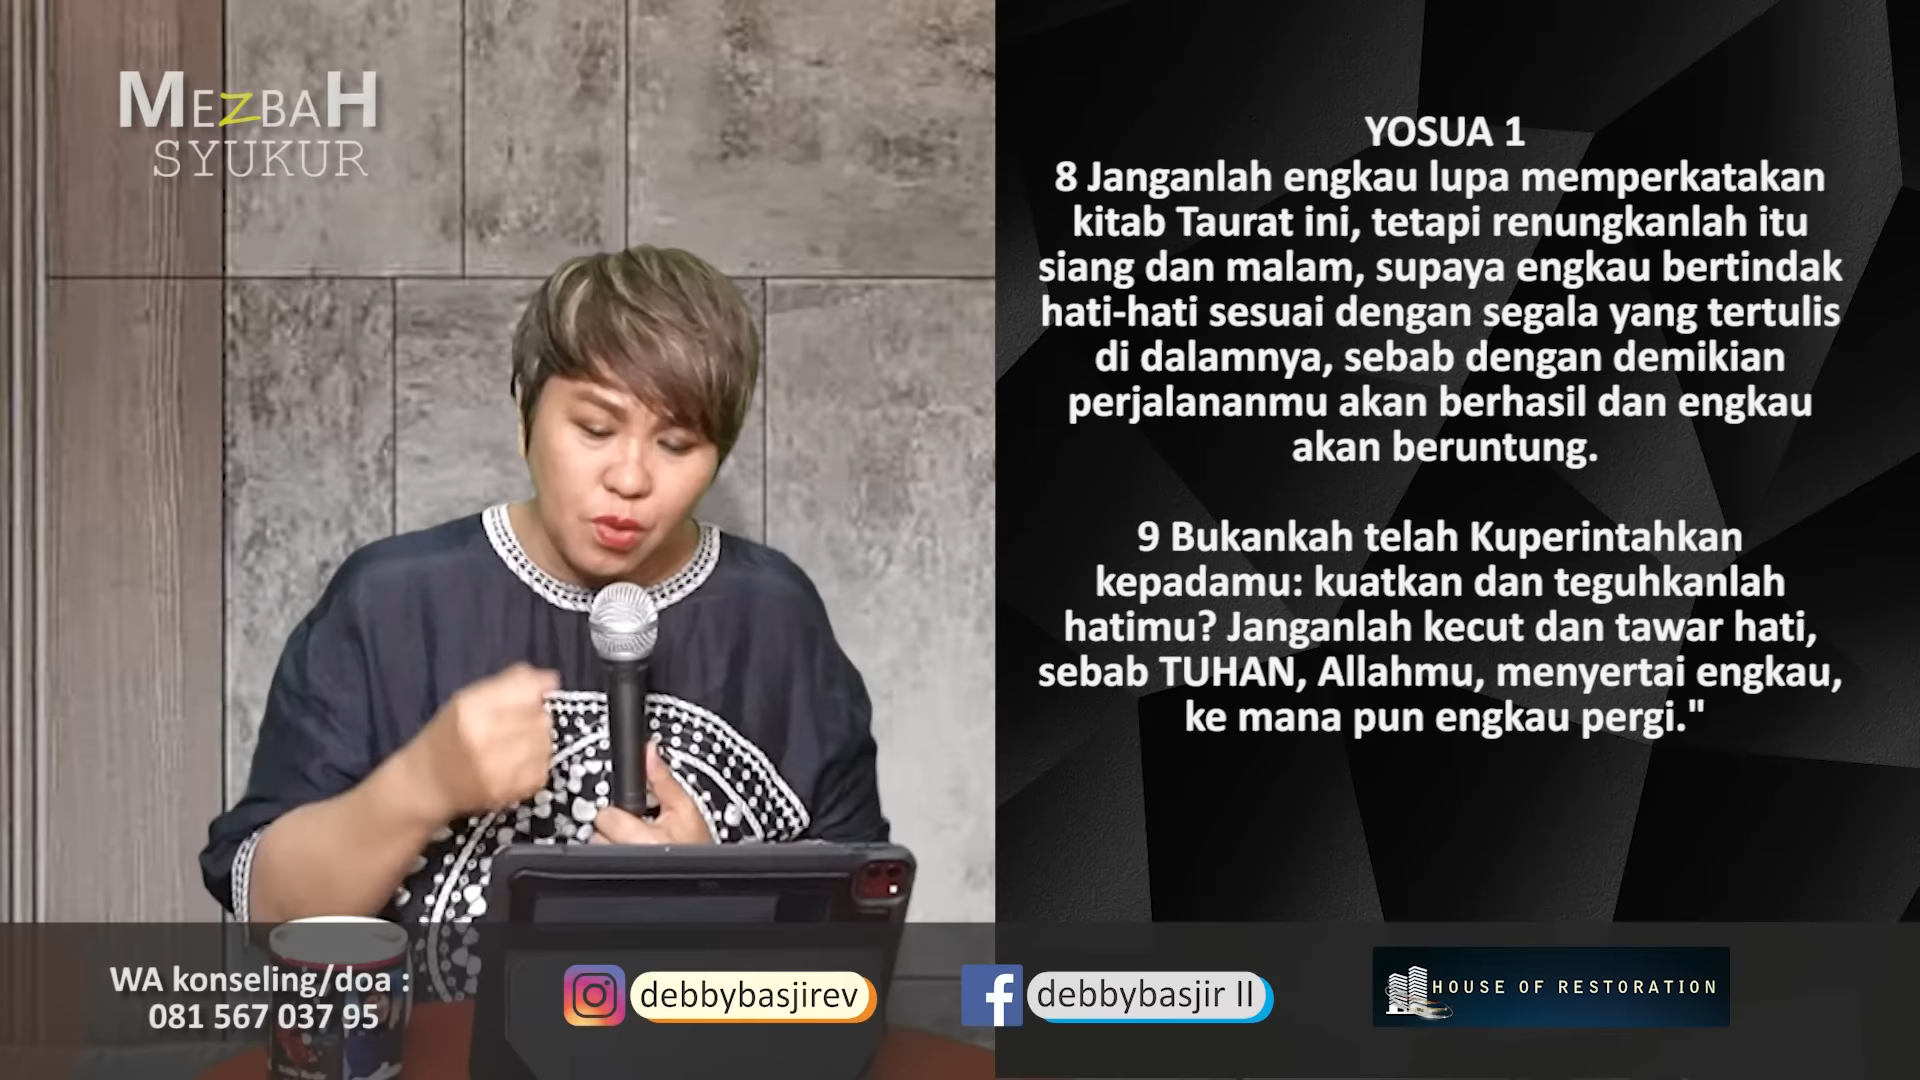 MEZBAH
SYUKUR
YOSUA 1
8 Janganlah engkau lupa memperkatakan
kitab Taurat ini, tetapi renungkanlah itu
siang dan malam, supaya engkau bertindak
hati-hati sesuai dengan segala yang tertulis
di dalamnya, sebab dengan demikian
perjalananmu akan berhasil dan engkau
akan beruntung.
9 Bukankah telah Kuperintahkan
kepadamu: kuatkan dan teguhkanlah
hatimu? Janganlah kecut dan tawar hati,
sebab TUHAN, Allahmu, menyertai engkau,
ke mana pun engkau pergi."
WA konseling/doa :
081 567 037 95
debbybasjirev
debbybasjir II
HOUSE OF RESTORATION